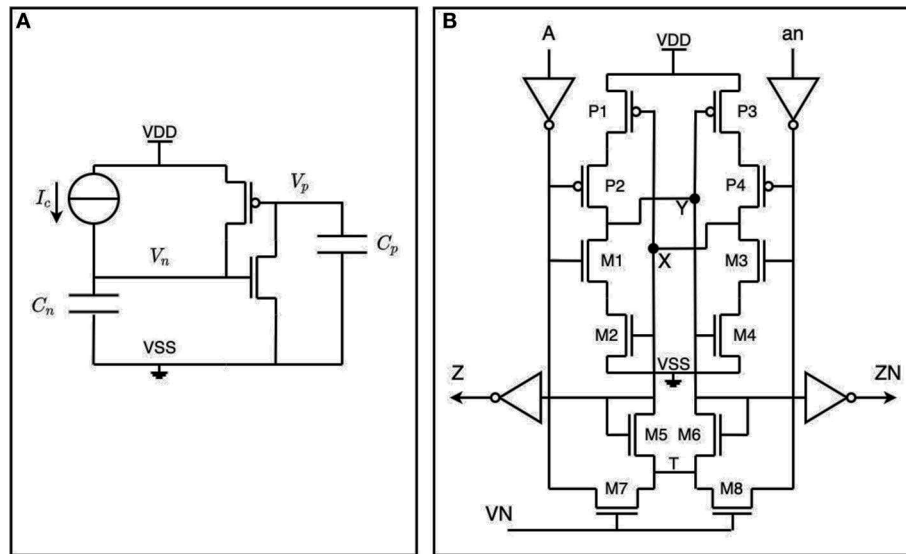 A
VDD
I_c
V_p
V_n
C_p
C_n
VSS
B
A
an
VDD
P1
P3
P2
P4
Y
X
M1
M3
M2
M4
VSS
Z
ZN
M5
M6
T
M7
M8
VN